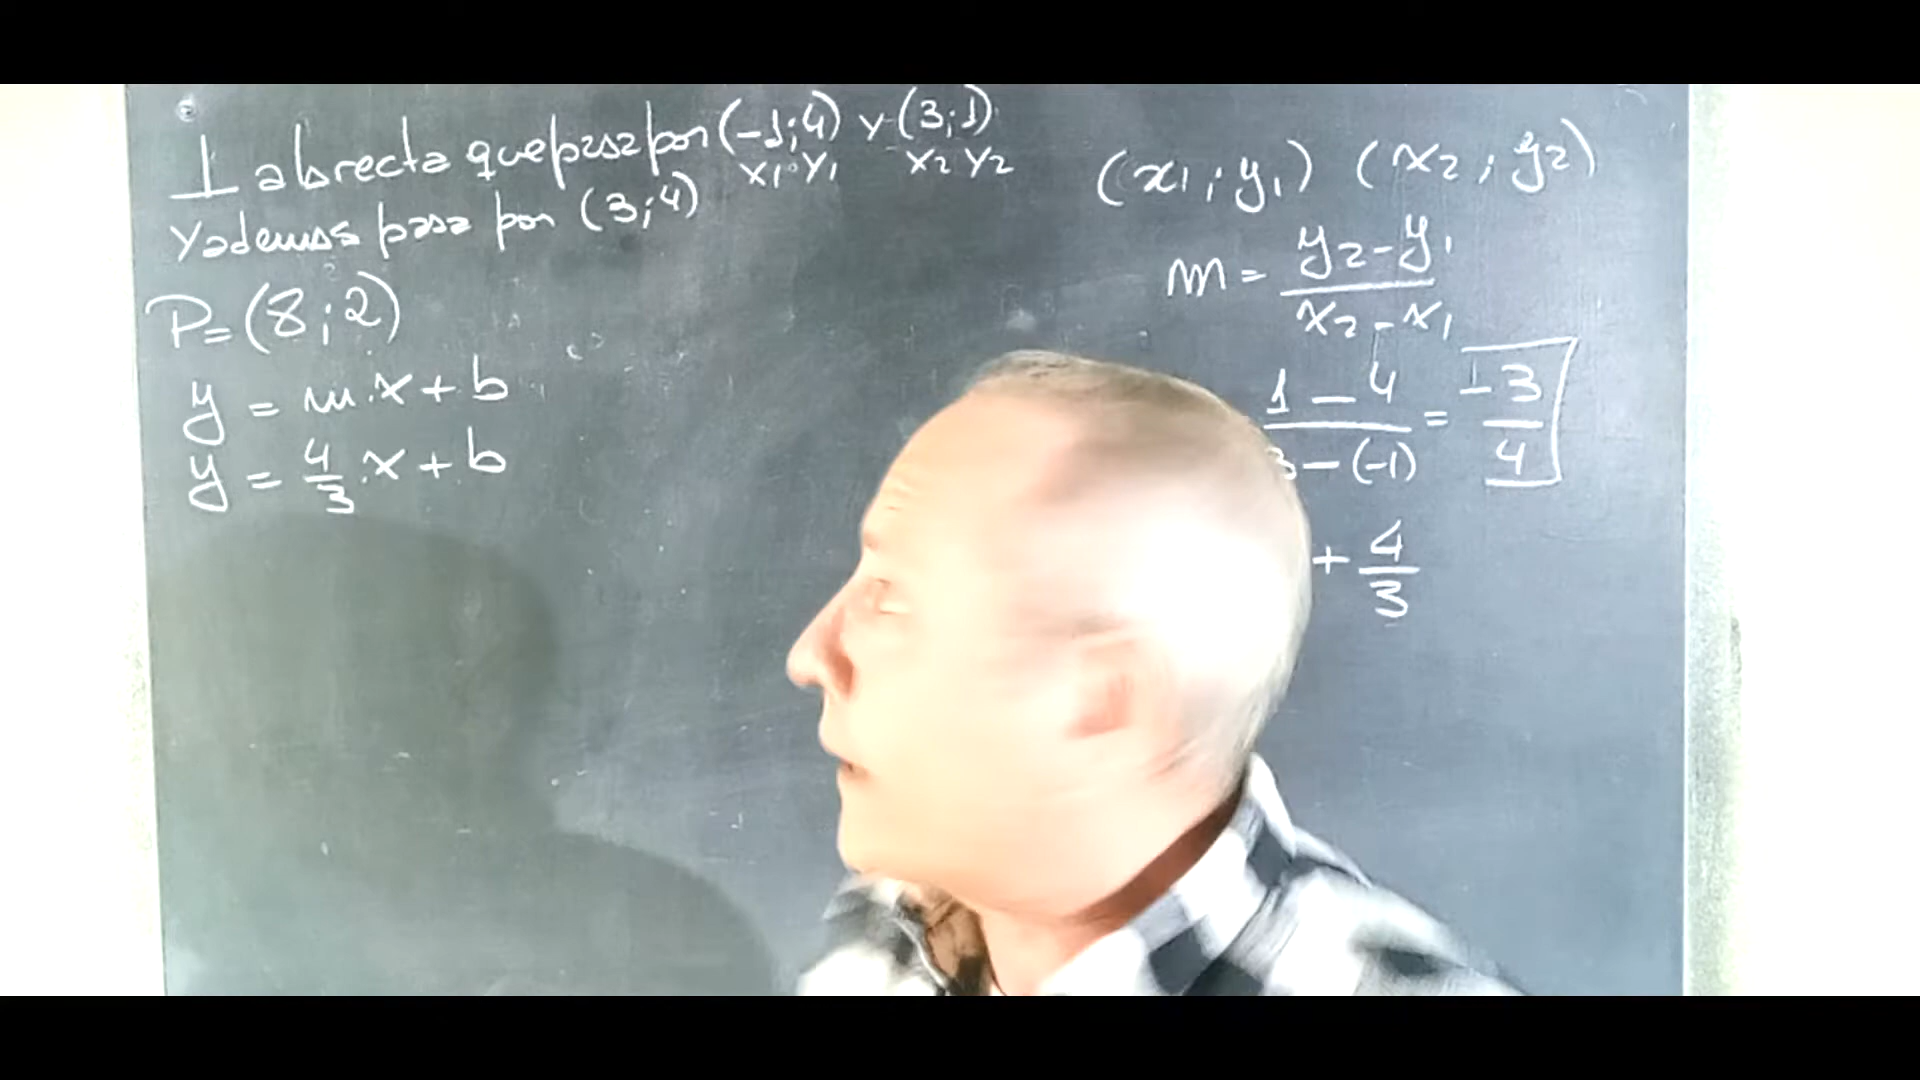 ⊥ a la recta que pasa por (-1;4) y (3;1)
x1 y1 x2 y2
y ademas pasa por (3;4)
P=(8;2)
y = m.x+b
y = 4/3.x+b
(x1;y1) (x2;y2)
m = y2-y1/x2-x1
1-4/3-(-1) = -3/4
+ 4/3